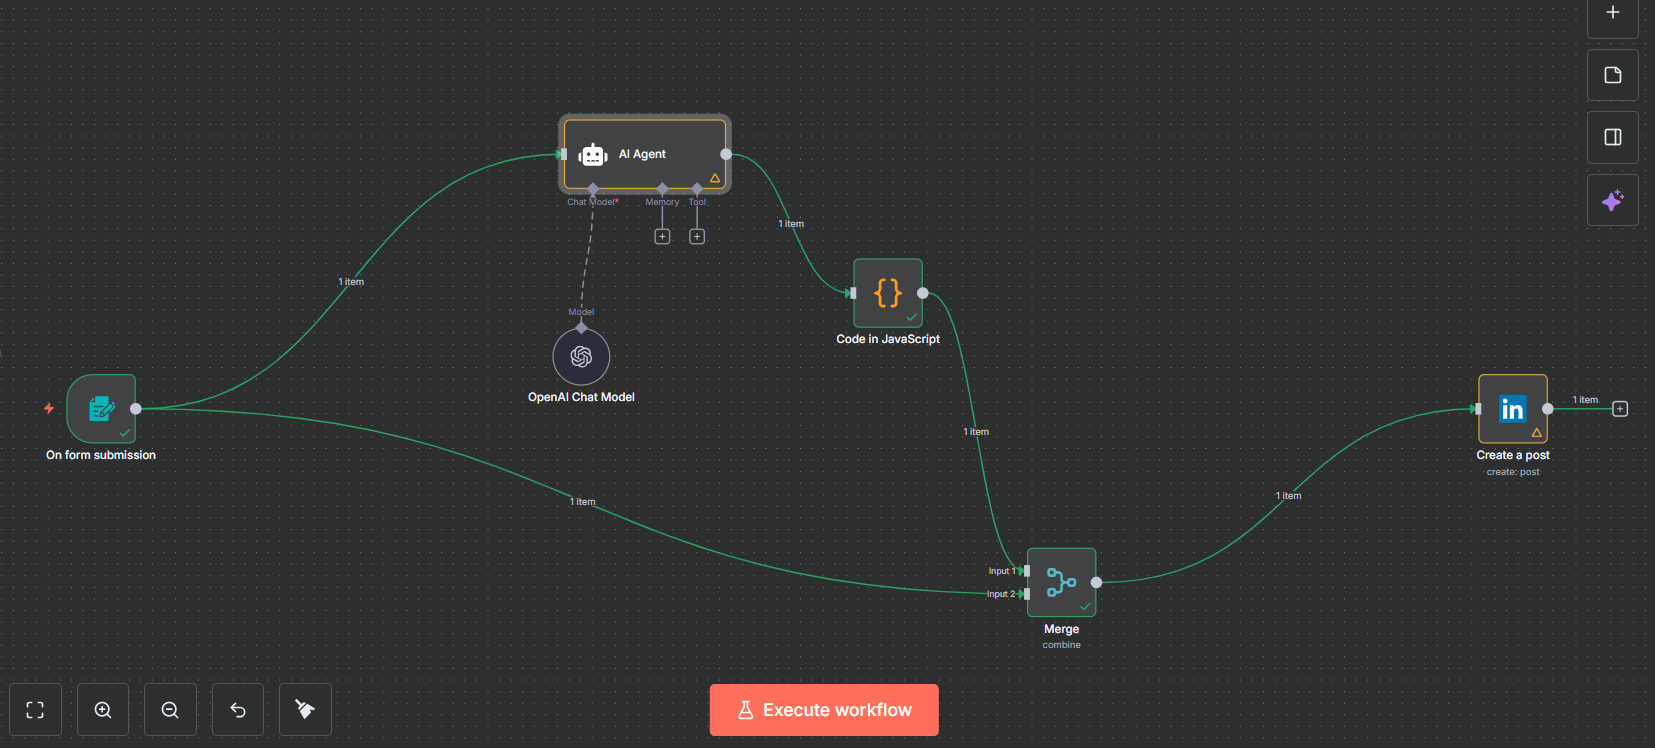 AI Agent
Chat Model*
Memory
Tool
1 item
1 item
Model
OpenAI Chat Model
Code in JavaScript
On form submission
1 item
1 item
in
1 item
Create a post
create: post
1 item
Input 1
Input 2
Merge
combine
Execute workflow